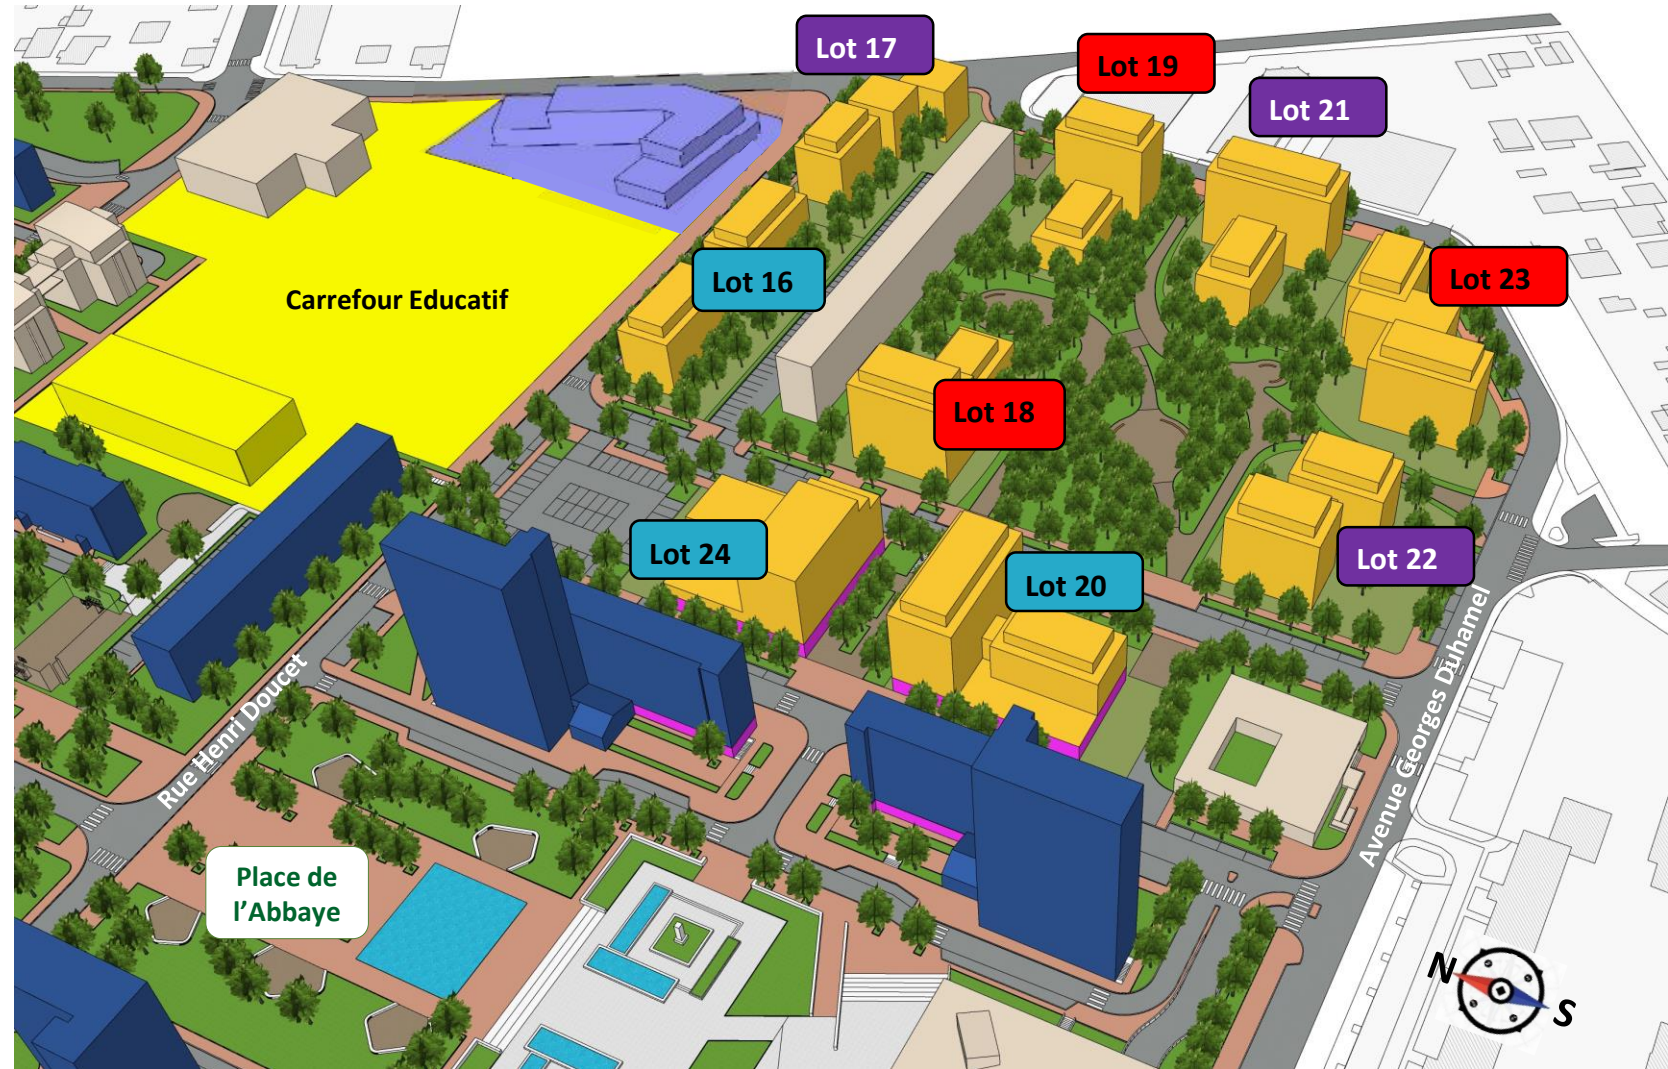 Lot 17
Lot 19
Lot 21
Lot 16
Lot 23
Carrefour Educatif
Lot 18
Lot 24
Lot 20
Lot 22
Rue Henri Doucet
Avenue Georges Duhamel
Place de
l'Abbaye
N
S